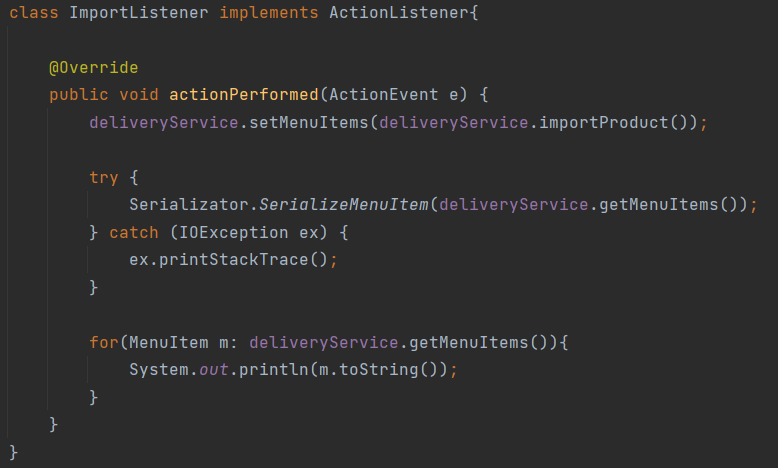 class ImportListener implements ActionListener{
@Override
public void actionPerformed(ActionEvent e) {
deliveryService.setMenuItems(deliveryService.importProduct());
try {
Serializator.SerializeMenuItem(deliveryService.getMenuItems());
} catch (IOException ex) {
ex.printStackTrace();
}
for(MenuItem m: deliveryService.getMenuItems()){
System.out.println(m.toString());
}
}
}